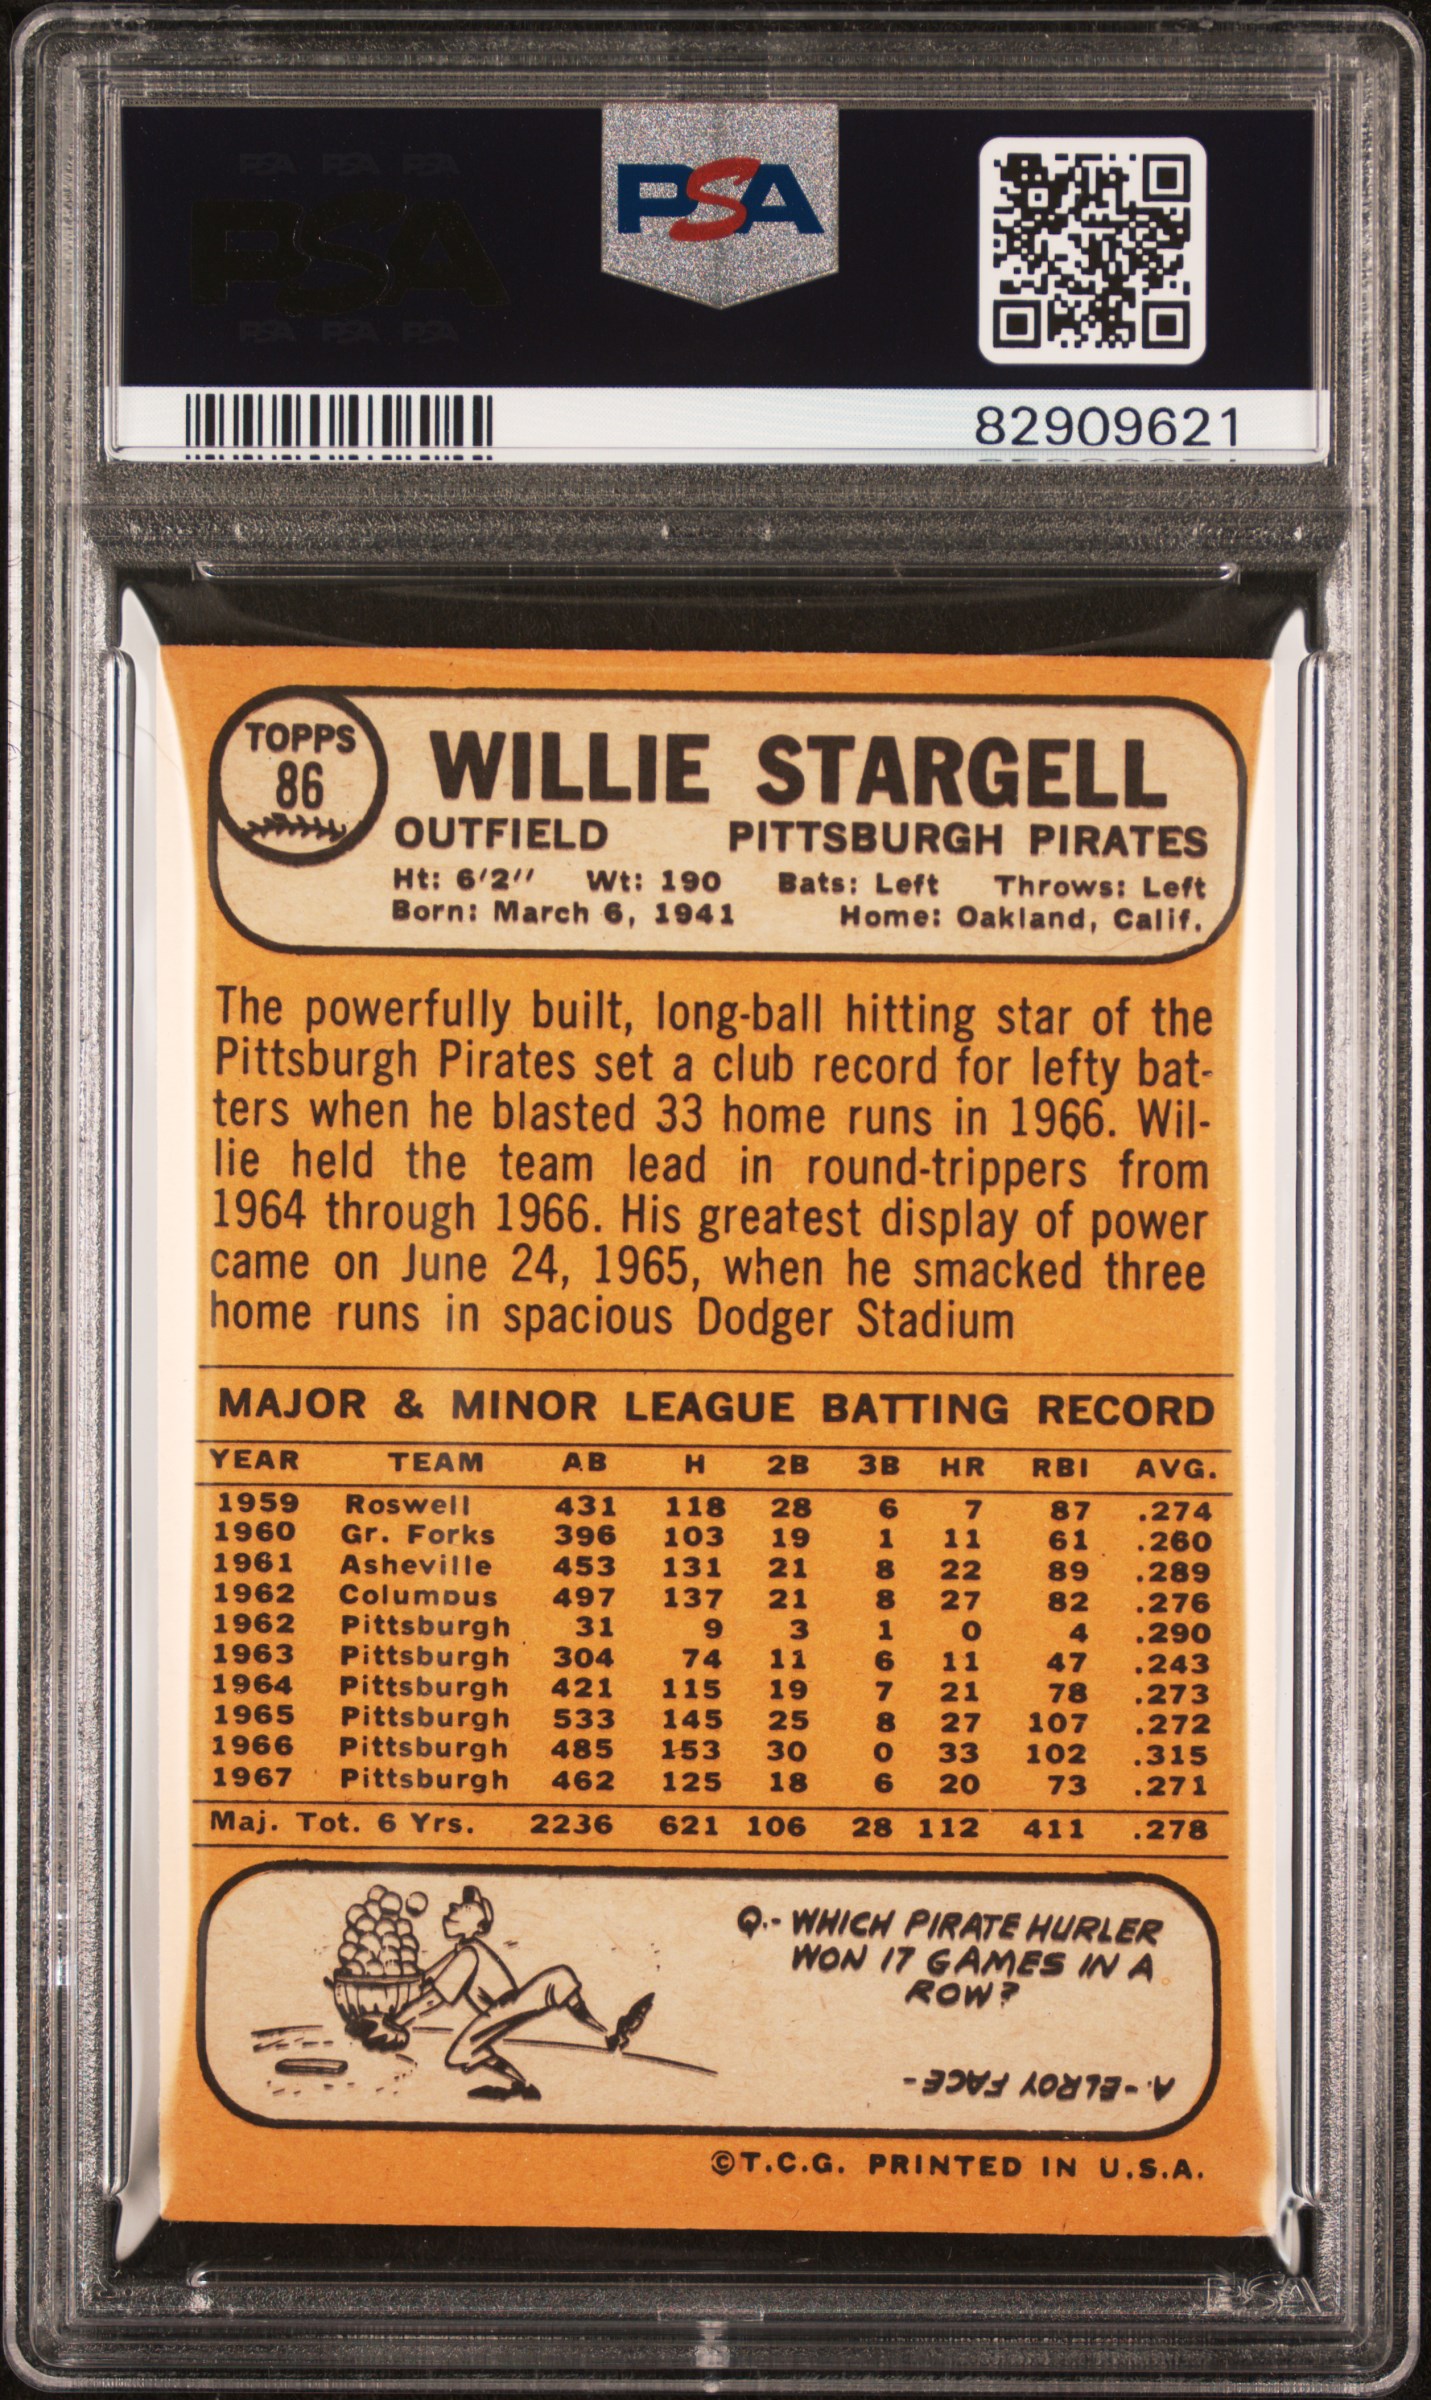 PSA PSA PSA
PSA
PSA PSA PSA
PSA
82909621
TOPPS
86
WILLIE STARGELL
OUTFIELD PITTSBURGH PIRATES
Ht: 6'2'' Wt: 190 Bats: Left Throws: Left
Born: March 6, 1941 Home: Oakland, Calif.
The powerfully built, long-ball hitting star of the
Pittsburgh Pirates set a club record for lefty bat-
ters when he blasted 33 home runs in 1966. Wil-
lie held the team lead in round-trippers from
1964 through 1966. His greatest display of power
came on June 24, 1965, when he smacked three
home runs in spacious Dodger Stadium
MAJOR & MINOR LEAGUE BATTING RECORD
YEAR TEAM AB H 2B 3B HR RBI AVG.
1959 Roswell 431 118 28 6 7 87 .274
1960 Gr. Forks 396 103 19 1 11 61 .260
1961 Asheville 453 131 21 8 22 89 .289
1962 Columbus 497 137 21 8 27 82 .276
1962 Pittsburgh 31 9 3 1 0 4 .290
1963 Pittsburgh 304 74 11 6 11 47 .243
1964 Pittsburgh 421 115 19 7 21 78 .273
1965 Pittsburgh 533 145 25 8 27 107 .272
1966 Pittsburgh 485 153 30 0 33 102 .315
1967 Pittsburgh 462 125 18 6 20 73 .271
Maj. Tot. 6 Yrs. 2236 621 106 28 112 411 .278
Q.- WHICH PIRATE HURLER
WON 17 GAMES IN A
ROW?
A.-ELROY FACE-
©T.C.G. PRINTED IN U.S.A.
PSA